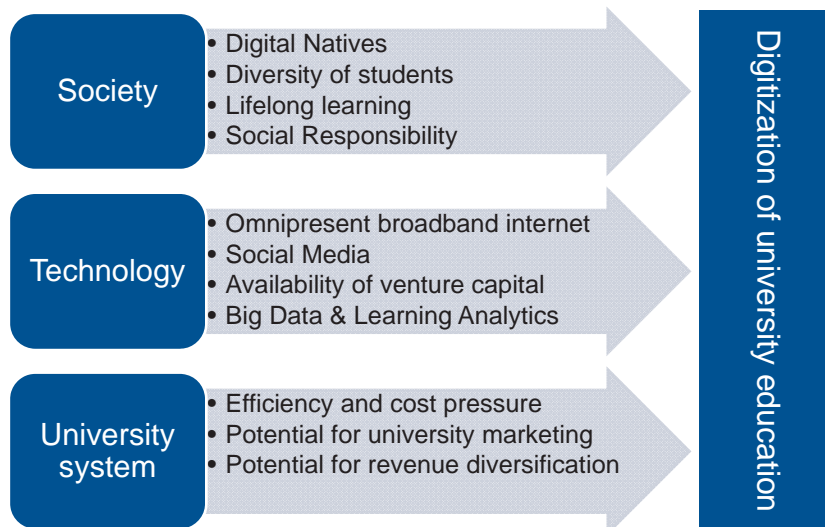 Society
• Digital Natives
• Diversity of students
• Lifelong learning
• Social Responsibility
Technology
• Omnipresent broadband internet
• Social Media
• Availability of venture capital
• Big Data & Learning Analytics
University
system
• Efficiency and cost pressure
• Potential for university marketing
• Potential for revenue diversification
Digitization of university education